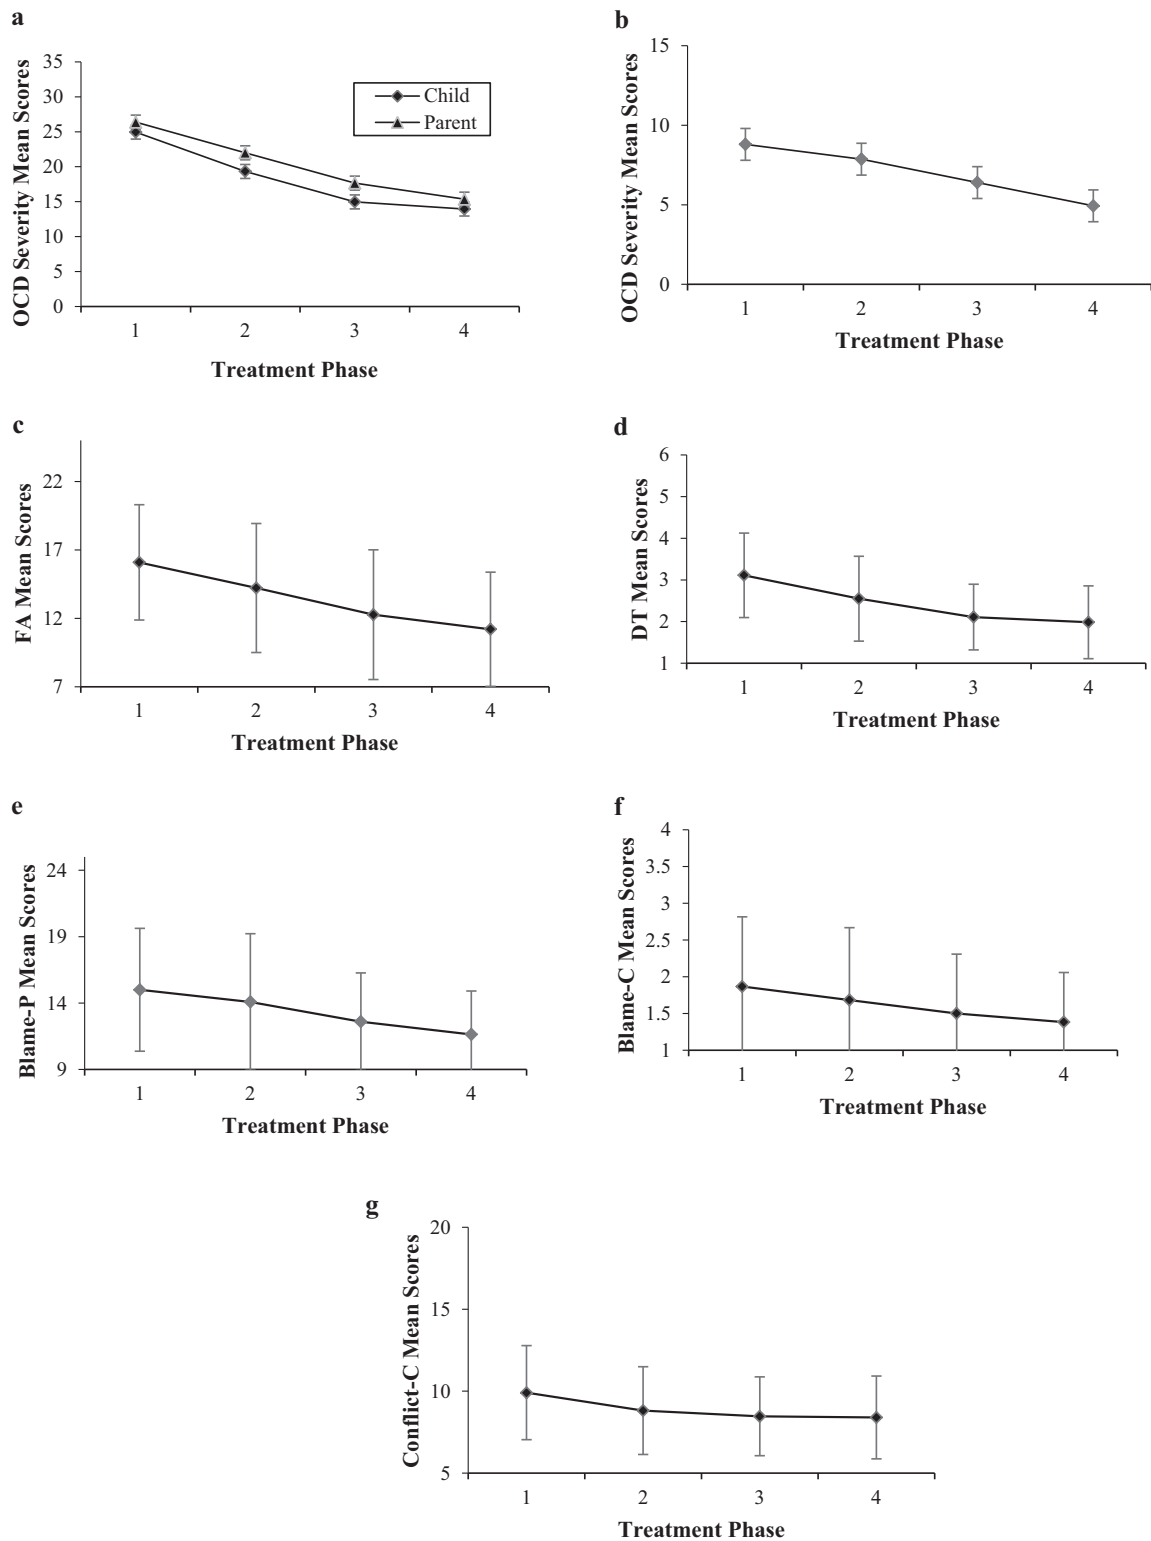 a
OCD Severity Mean Scores
35
30
25
20
15
10
5
0
Child
Parent
1 2 3 4
Treatment Phase
b
OCD Severity Mean Scores
15
10
5
0
1 2 3 4
Treatment Phase
c
FA Mean Scores
22
17
12
7
1 2 3 4
Treatment Phase
d
DT Mean Scores
6
5
4
3
2
1
1 2 3 4
Treatment Phase
e
Blame-P Mean Scores
24
19
14
9
1 2 3 4
Treatment Phase
f
Blame-C Mean Scores
4
3.5
3
2.5
2
1.5
1
1 2 3 4
Treatment Phase
g
Conflict-C Mean Scores
20
15
10
5
1 2 3 4
Treatment Phase